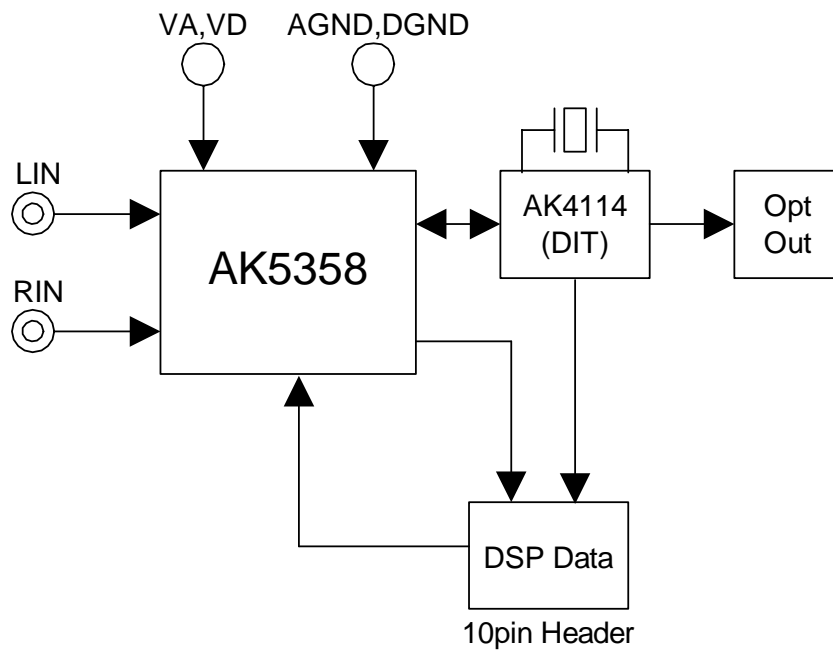 VA,VD
AGND,DGND
LIN
RIN
AK5358
AK4114
(DIT)
Opt
Out
DSP Data
10pin Header